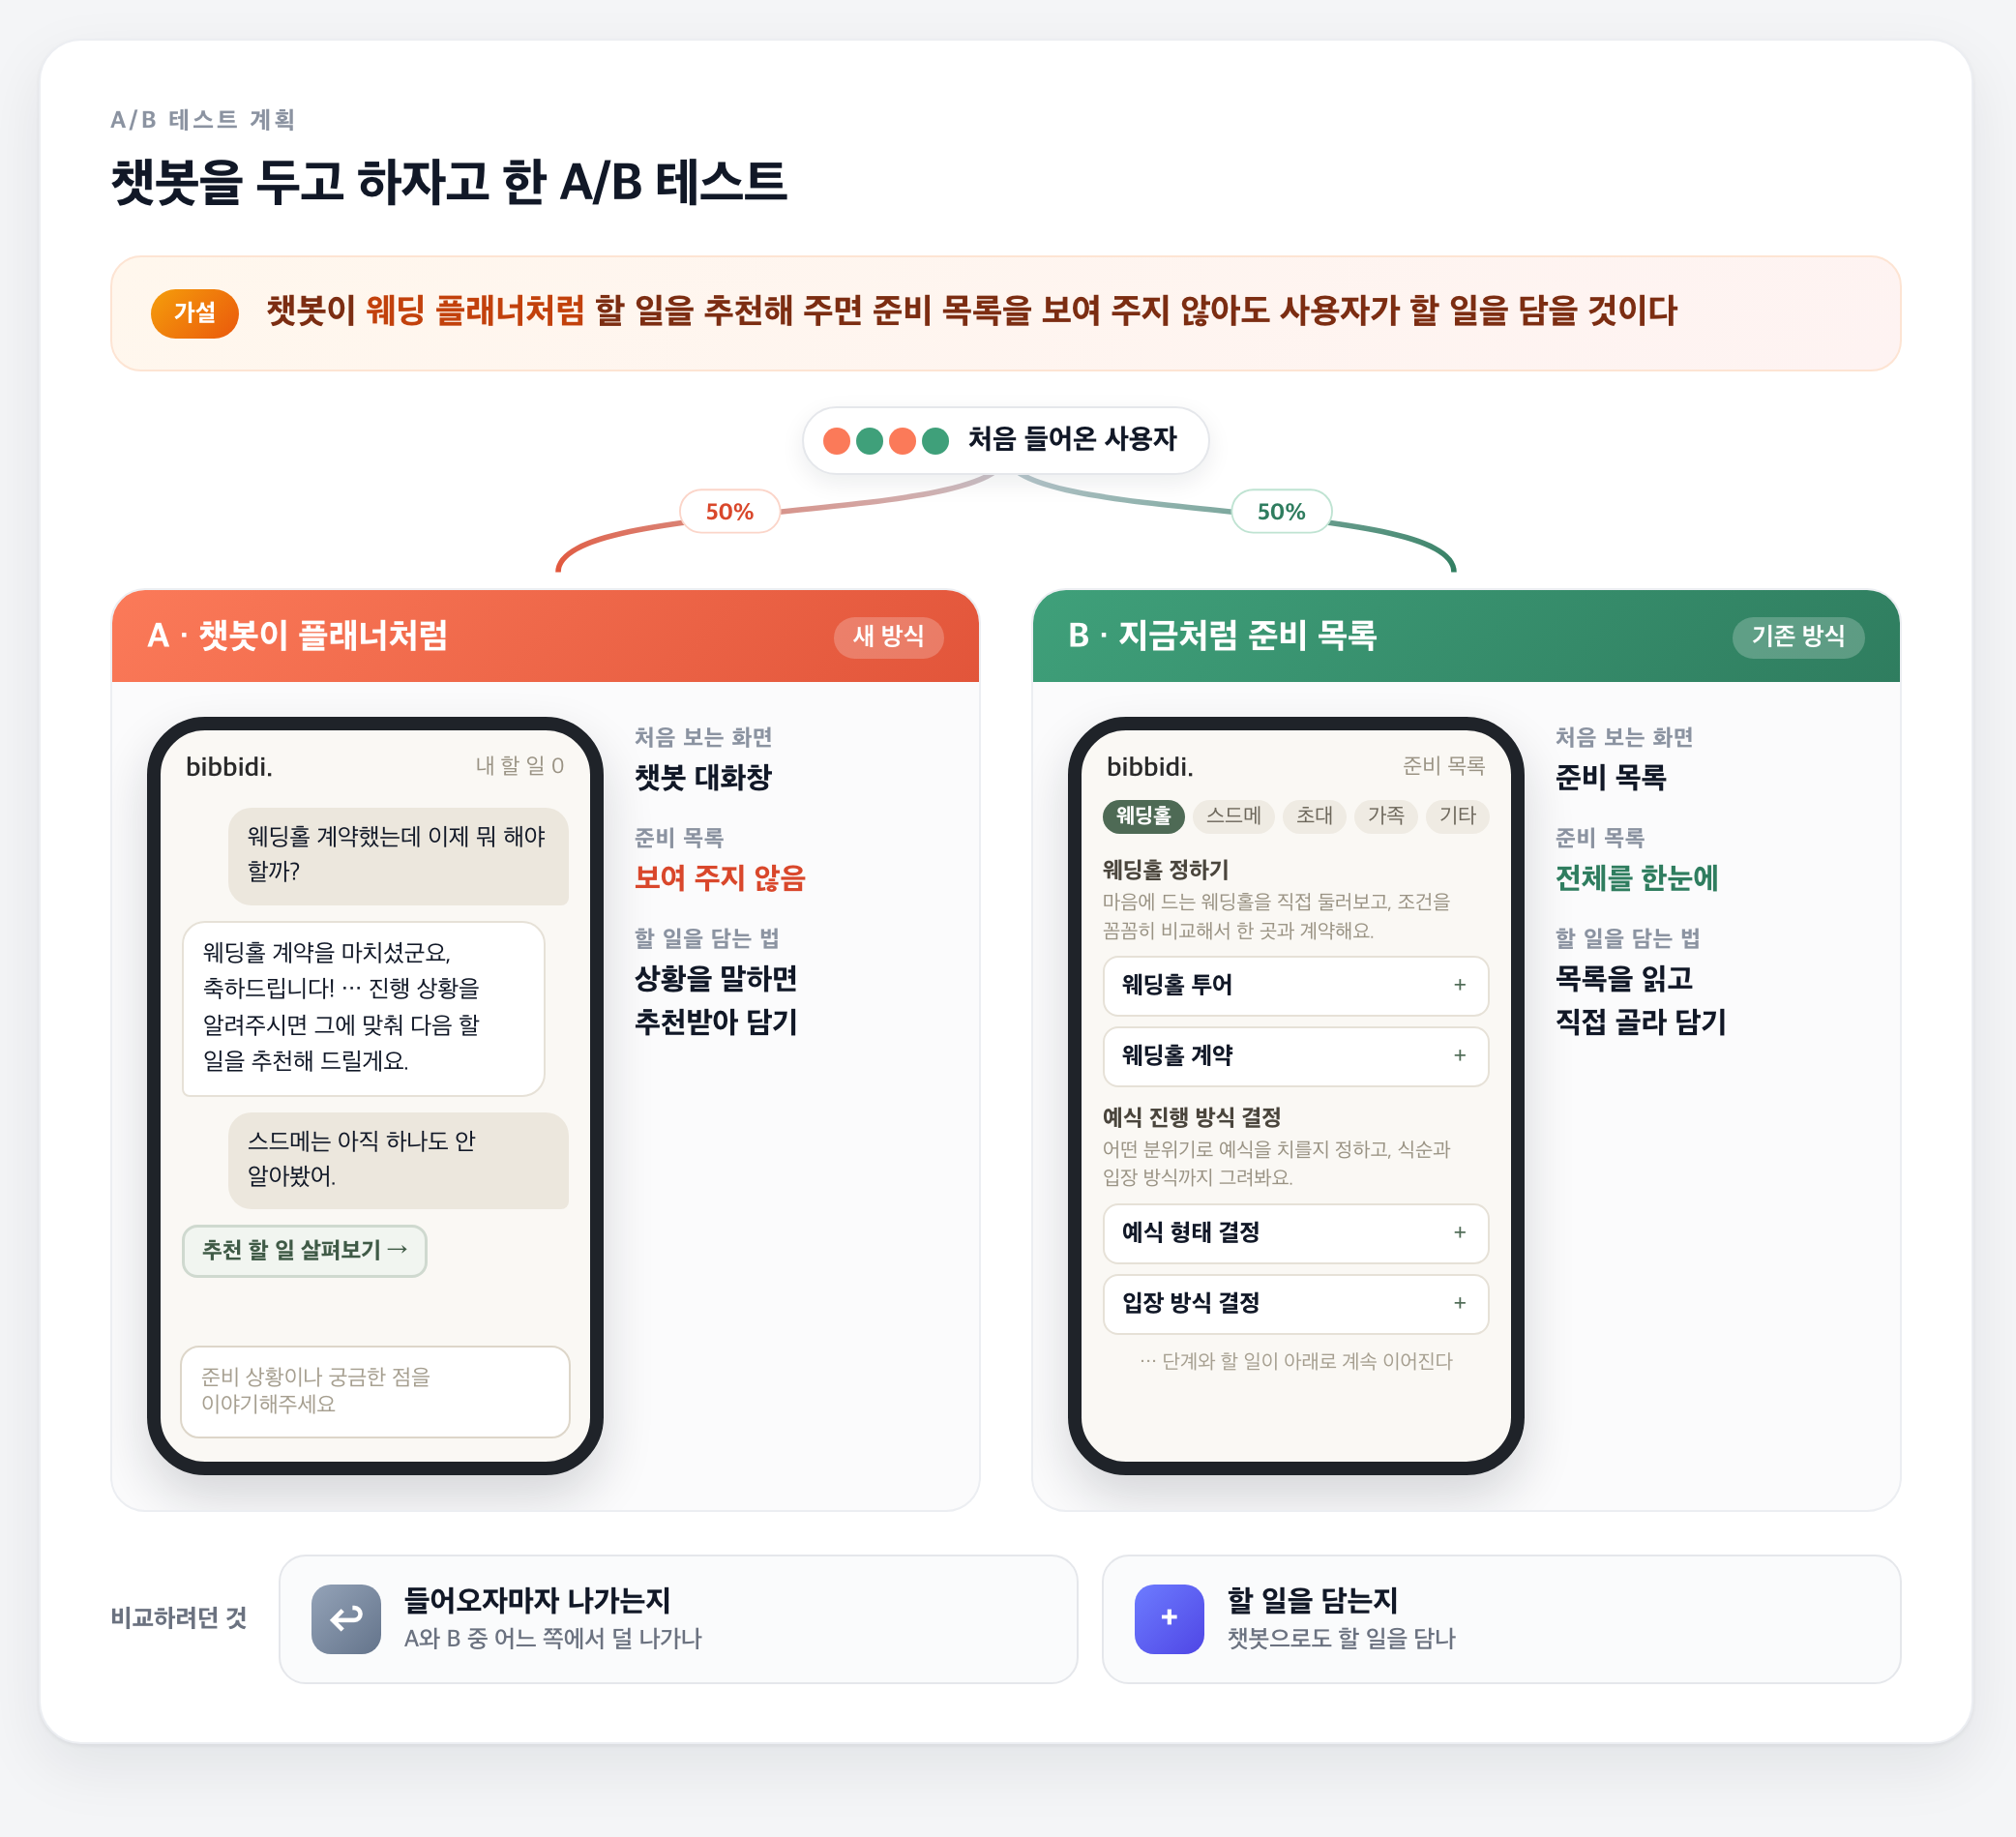 A/B 테스트 계획
챗봇을 두고 하자고 한 A/B 테스트
가설
챗봇이 웨딩 플래너처럼 할 일을 추천해 주면 준비 목록을 보여 주지 않아도 사용자가 할 일을 담을 것이다
처음 들어온 사용자
50%
50%
A · 챗봇이 플래너처럼
새 방식
bibbidi.
내 할 일 0
웨딩홀 계약했는데 이제 뭐 해야
할까?
웨딩홀 계약을 마치셨군요,
축하드립니다! ⋯ 진행 상황을
알려주시면 그에 맞춰 다음 할
일을 추천해 드릴게요.
스드메는 아직 하나도 안
알아봤어.
추천 할 일 살펴보기 →
준비 상황이나 궁금한 점을
이야기해주세요
처음 보는 화면
챗봇 대화창
준비 목록
보여 주지 않음
할 일을 담는 법
상황을 말하면
추천받아 담기
B · 지금처럼 준비 목록
기존 방식
bibbidi.
준비 목록
웨딩홀
스드메
초대
가족
기타
웨딩홀 정하기
마음에 드는 웨딩홀을 직접 둘러보고, 조건을
꼼꼼히 비교해서 한 곳과 계약해요.
웨딩홀 투어 +
웨딩홀 계약 +
예식 진행 방식 결정
어떤 분위기로 예식을 치를지 정하고, 식순과
입장 방식까지 그려봐요.
예식 형태 결정 +
입장 방식 결정 +
⋯ 단계와 할 일이 아래로 계속 이어진다
처음 보는 화면
준비 목록
준비 목록
전체를 한눈에
할 일을 담는 법
목록을 읽고
직접 골라 담기
비교하려던 것
↩
들어오자마자 나가는지
A와 B 중 어느 쪽에서 덜 나가나
+
할 일을 담는지
챗봇으로도 할 일을 담나